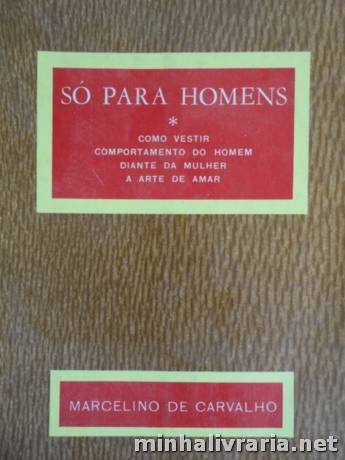 SÓ PARA HOMENS
*
COMO VESTIR
COMPORTAMENTO DO HOMEM
DIANTE DA MULHER
A ARTE DE AMAR
MARCELINO DE CARVALHO
minhalivraria.net